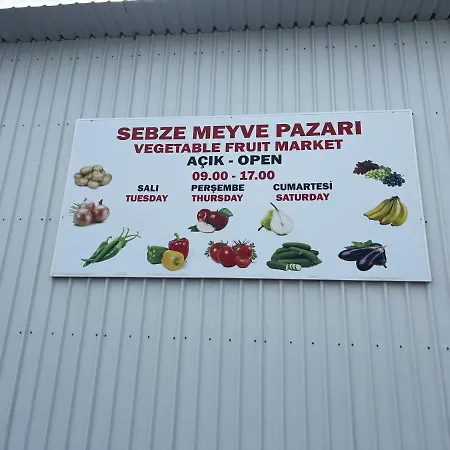 SEBZE MEYVE PAZARI
VEGETABLE FRUIT MARKET
AÇIK - OPEN
09.00 - 17.00
SALI PERŞEMBE CUMARTESİ
TUESDAY THURSDAY SATURDAY